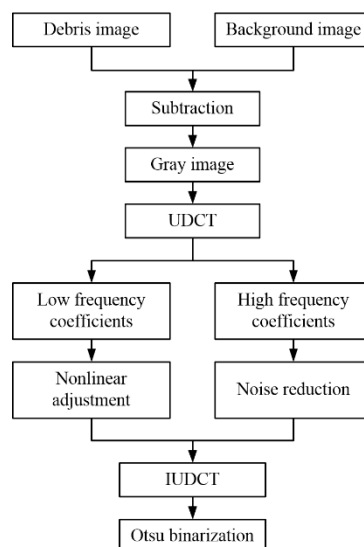 Debris image
Background image
Subtraction
Gray image
UDCT
Low frequency
coefficients
High frequency
coefficients
Nonlinear
adjustment
Noise reduction
IUDCT
Otsu binarization